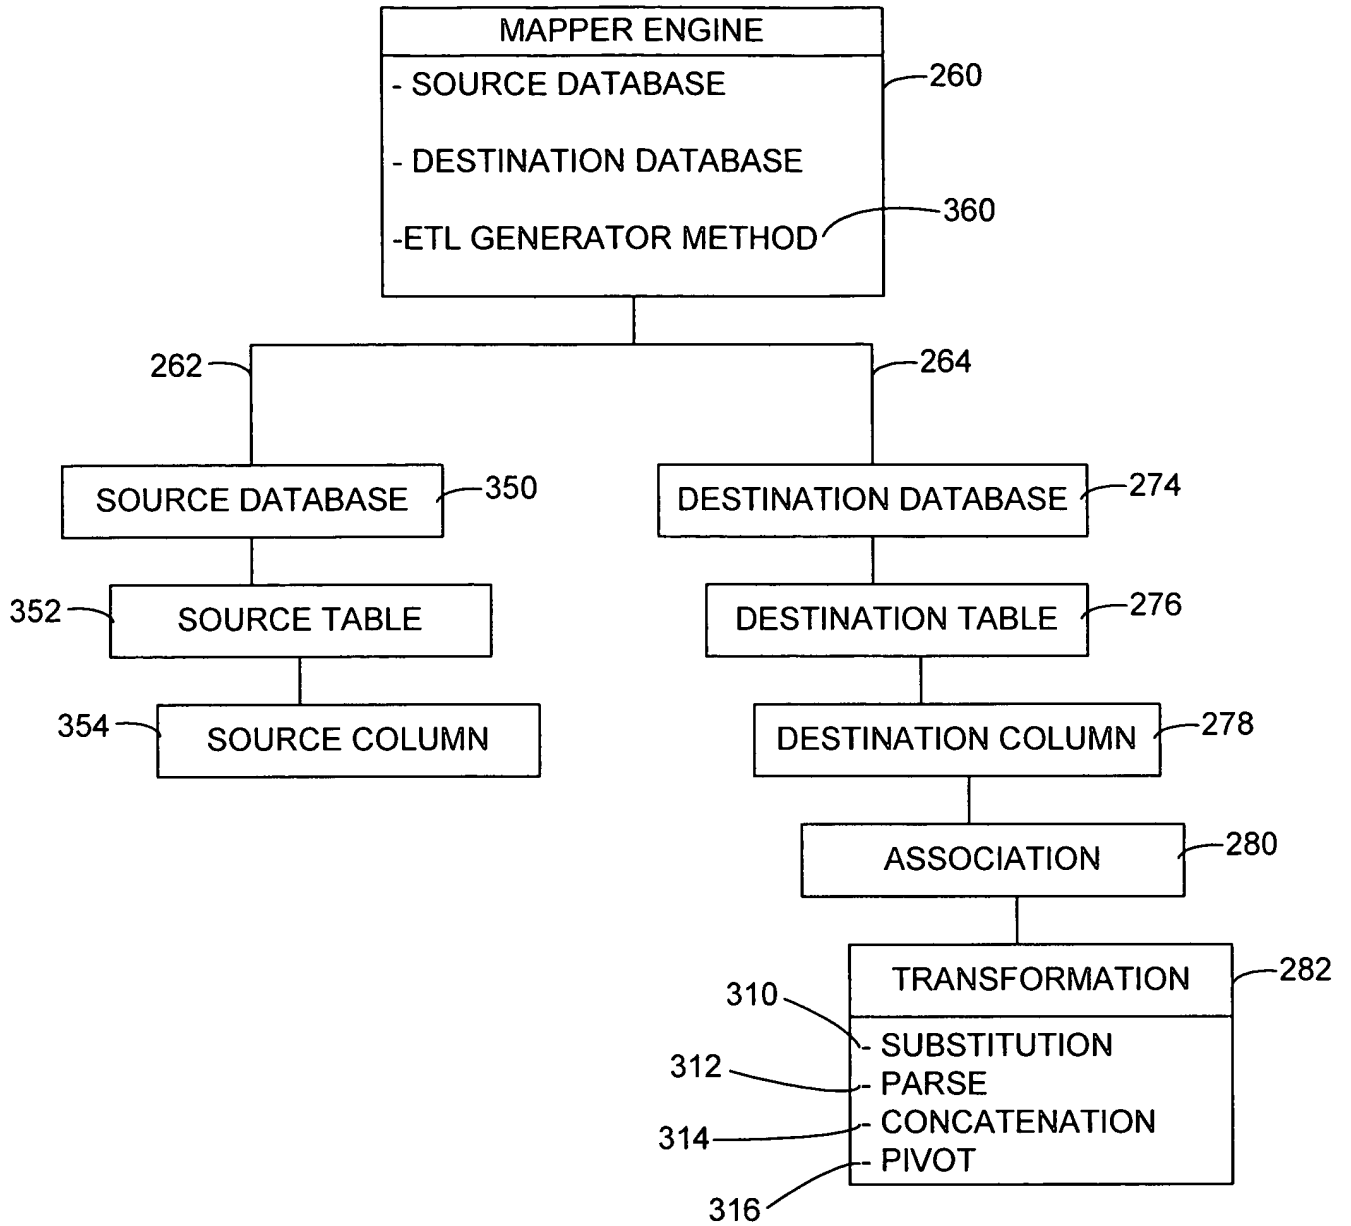 MAPPER ENGINE
- SOURCE DATABASE
260
- DESTINATION DATABASE
-ETL GENERATOR METHOD
360
262
264
SOURCE DATABASE
350
DESTINATION DATABASE
274
352
SOURCE TABLE
DESTINATION TABLE
276
354
SOURCE COLUMN
DESTINATION COLUMN
278
ASSOCIATION
280
TRANSFORMATION
282
310
- SUBSTITUTION
312
- PARSE
314
- CONCATENATION
316
- PIVOT